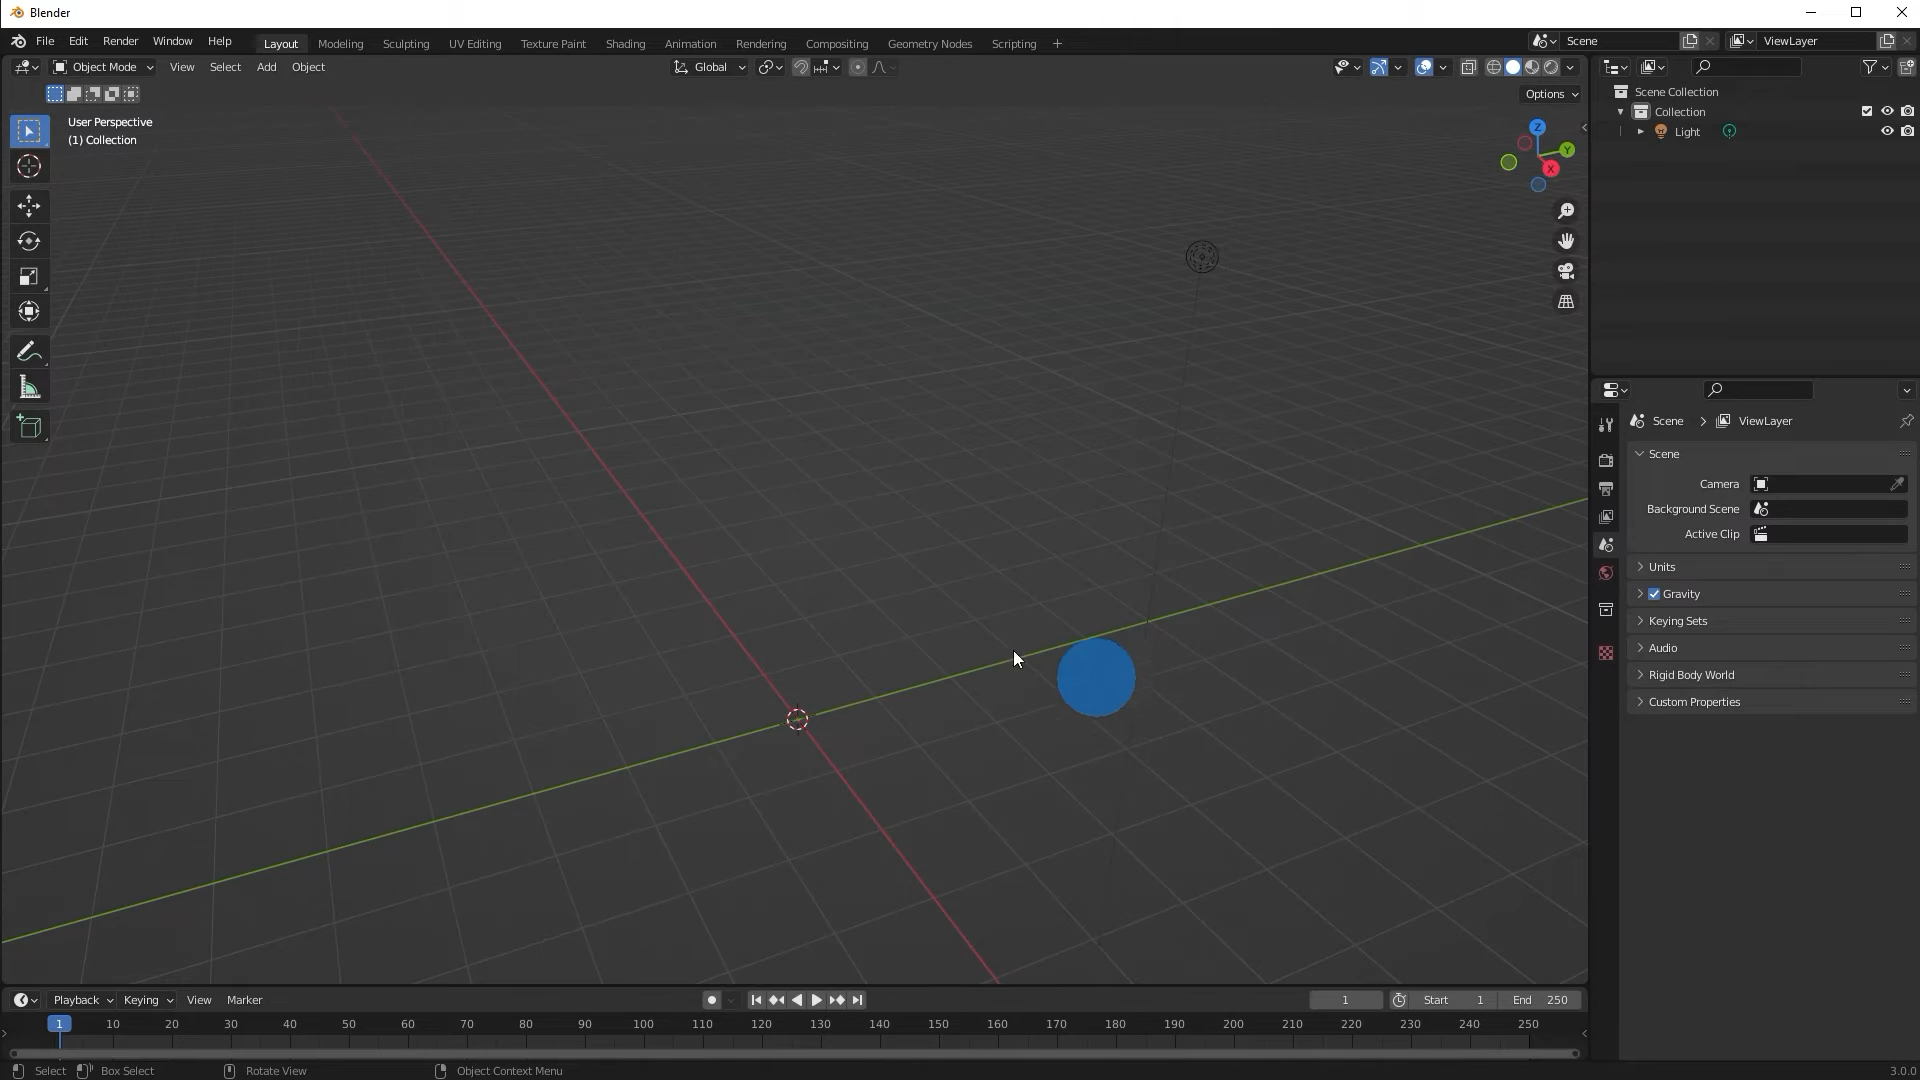 Blender
File Edit Render Window Help Layout Modeling Sculpting UV Editing Texture Paint Shading Animation Rendering Compositing Geometry Nodes Scripting + Scene ViewLayer
Object Mode View Select Add Object Global
Options
User Perspective
(1) Collection
Z
Y
X
Scene Collection
Collection
Light
Scene > ViewLayer
Scene
Camera
Background Scene
Active Clip
Units
Gravity
Keying Sets
Audio
Rigid Body World
Custom Properties
Playback Keying View Marker 1 Start 1 End 250
1 10 20 30 40 50 60 70 80 90 100 110 120 130 140 150 160 170 180 190 200 210 220 230 240 250
Select Box Select Rotate View Object Context Menu 3.0.0